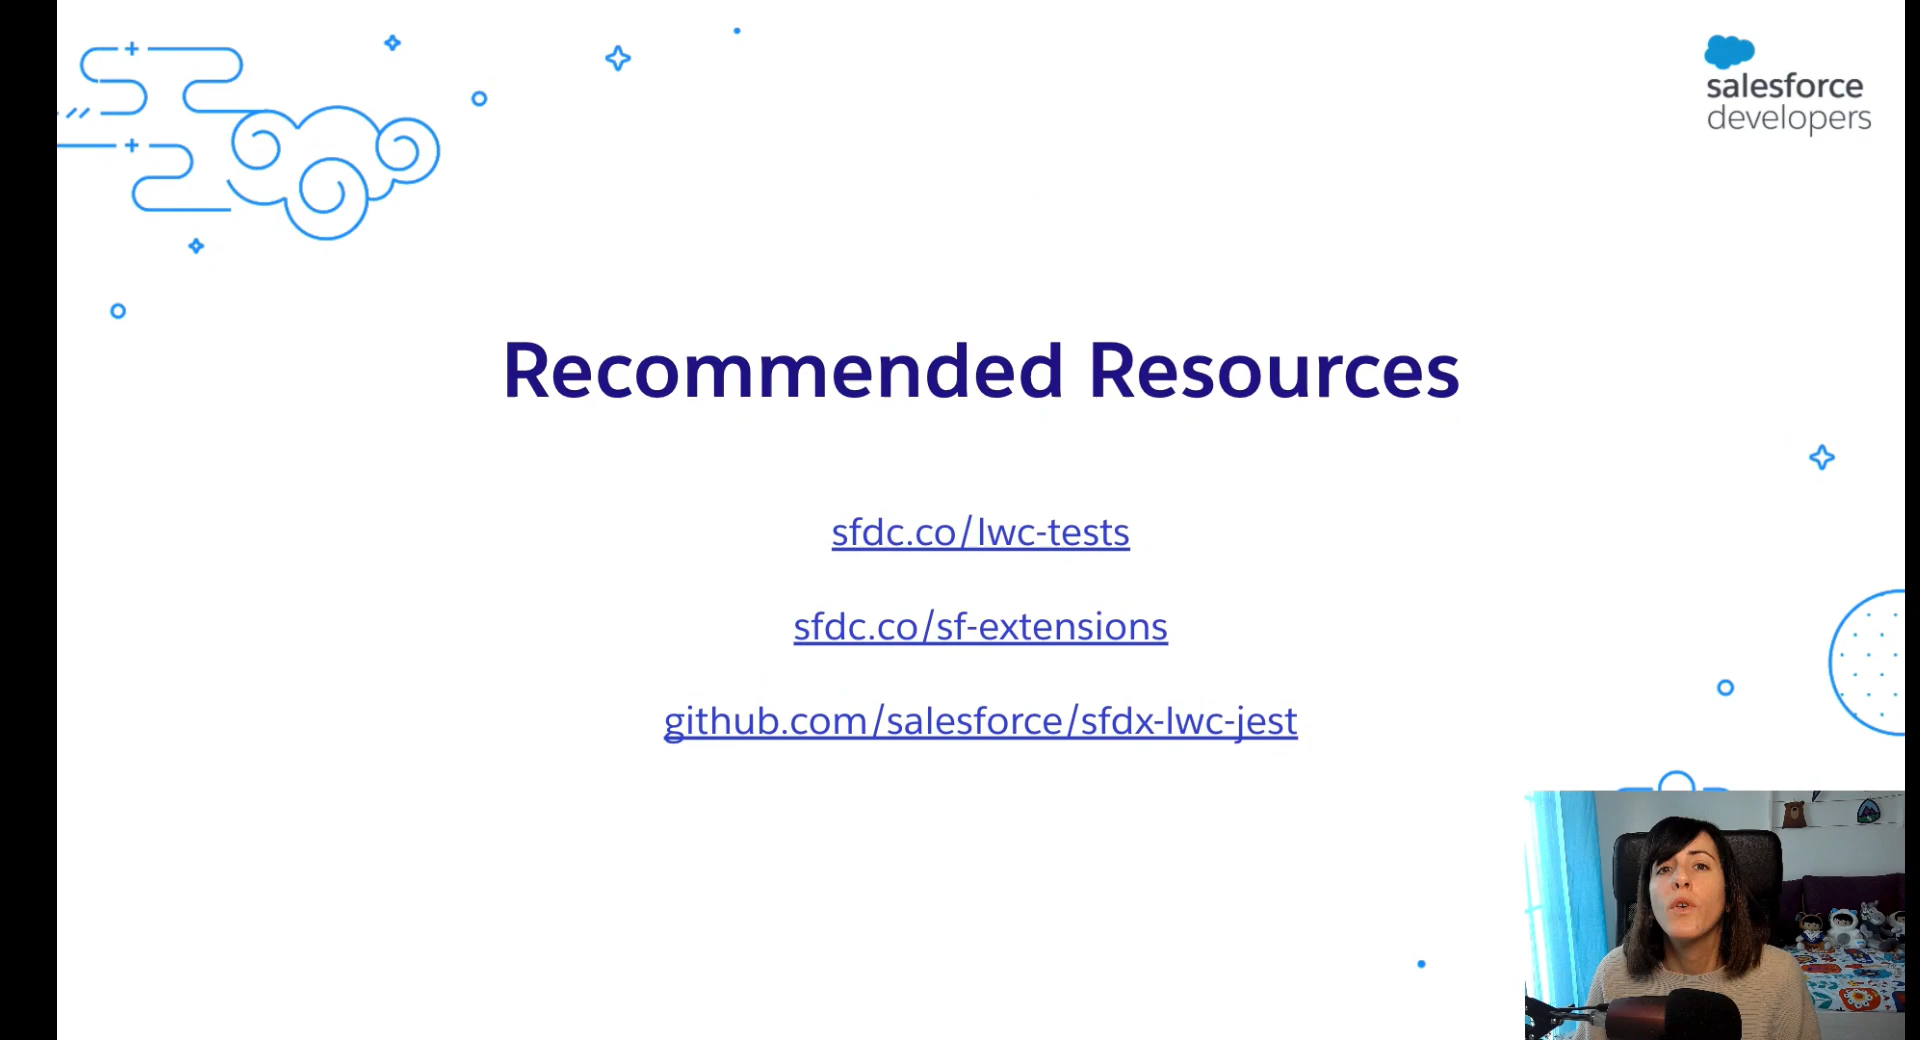 salesforce
developers
Recommended Resources
sfdc.co/lwc-tests
sfdc.co/sf-extensions
github.com/salesforce/sfdx-lwc-jest